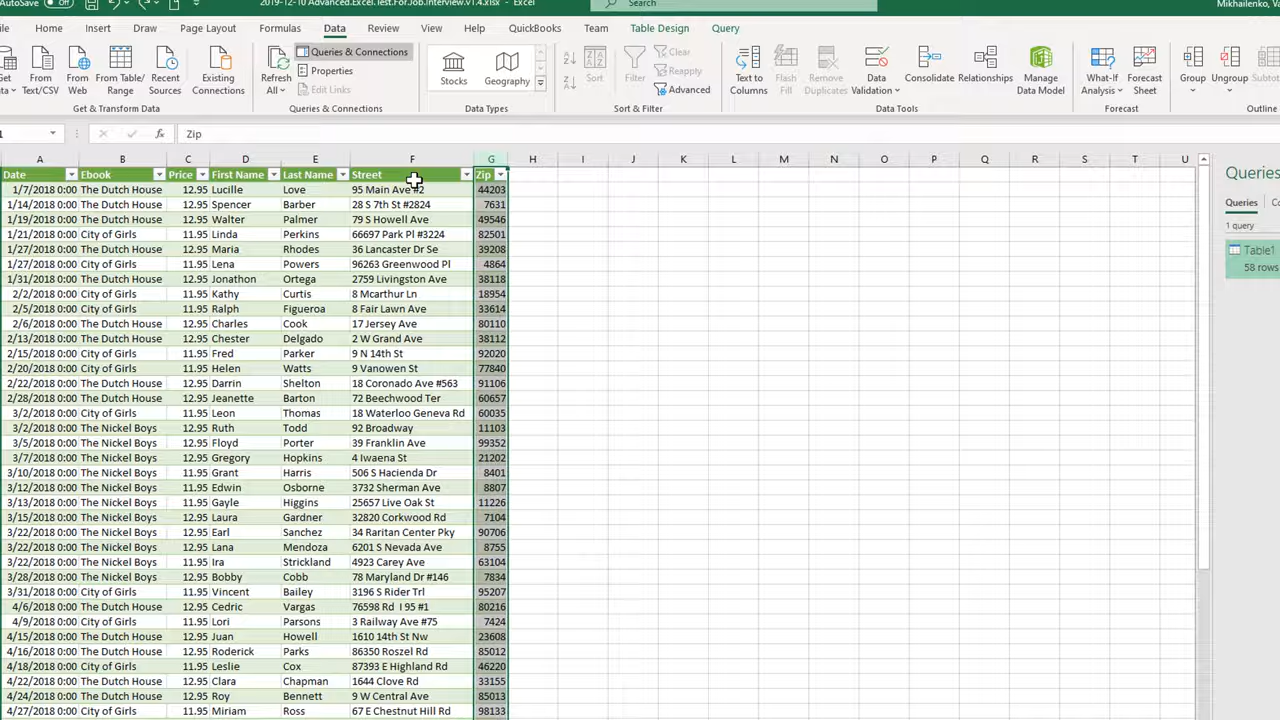 AutoSave Off 2019-12-10 Advanced.Excel.Test.ForJob.Interview.v1.4.xlsx - Excel Search Mikhailenko, Va
le Home Insert Draw Page Layout Formulas Data Review View Help QuickBooks Team Table Design Query
Get Data From Text/CSV From Web From Table/Range Recent Sources Existing Connections
Get & Transform Data
Refresh All Queries & Connections Properties Edit Links
Queries & Connections
Stocks Geography
Data Types
Sort Filter Clear Reapply Advanced
Sort & Filter
Text to Columns Flash Fill Remove Duplicates Data Validation Consolidate Relationships Manage Data Model
Data Tools
What-If Analysis Forecast Sheet
Forecast
Group Ungroup Subtot
Outline
1 fx Zip
A B C D E F G H I J K L M N O P Q R S T U
Date Ebook Price First Name Last Name Street Zip
1/7/2018 0:00 The Dutch House 12.95 Lucille Love 95 Main Ave #2 44203
1/14/2018 0:00 The Dutch House 12.95 Spencer Barber 28 S 7th St #2824 7631
1/19/2018 0:00 The Dutch House 12.95 Walter Palmer 79 S Howell Ave 49546
1/21/2018 0:00 City of Girls 11.95 Linda Perkins 66697 Park Pl #3224 82501
1/27/2018 0:00 The Dutch House 12.95 Maria Rhodes 36 Lancaster Dr Se 39208
1/27/2018 0:00 City of Girls 11.95 Lena Powers 96263 Greenwood Pl 4864
1/31/2018 0:00 The Dutch House 12.95 Jonathon Ortega 2759 Livingston Ave 38118
2/2/2018 0:00 City of Girls 11.95 Kathy Curtis 8 Mcarthur Ln 18954
2/5/2018 0:00 City of Girls 11.95 Ralph Figueroa 8 Fair Lawn Ave 33614
2/6/2018 0:00 The Dutch House 12.95 Charles Cook 17 Jersey Ave 80110
2/13/2018 0:00 The Dutch House 12.95 Chester Delgado 2 W Grand Ave 38112
2/15/2018 0:00 City of Girls 11.95 Fred Parker 9 N 14th St 92020
2/20/2018 0:00 City of Girls 11.95 Helen Watts 9 Vanowen St 77840
2/22/2018 0:00 The Dutch House 12.95 Darrin Shelton 18 Coronado Ave #563 91106
2/28/2018 0:00 The Dutch House 12.95 Jeanette Barton 72 Beechwood Ter 60657
3/2/2018 0:00 City of Girls 11.95 Leon Thomas 18 Waterloo Geneva Rd 60035
3/2/2018 0:00 The Nickel Boys 12.95 Ruth Todd 92 Broadway 11103
3/5/2018 0:00 The Nickel Boys 12.95 Floyd Porter 39 Franklin Ave 99352
3/7/2018 0:00 The Nickel Boys 12.95 Gregory Hopkins 4 Iwaena St 21202
3/10/2018 0:00 The Nickel Boys 11.95 Grant Harris 506 S Hacienda Dr 8401
3/12/2018 0:00 The Nickel Boys 11.95 Edwin Osborne 3732 Sherman Ave 8807
3/13/2018 0:00 The Nickel Boys 11.95 Gayle Higgins 25657 Live Oak St 11226
3/15/2018 0:00 The Nickel Boys 12.95 Laura Gardner 32820 Corkwood Rd 7104
3/22/2018 0:00 The Nickel Boys 12.95 Earl Sanchez 34 Raritan Center Pky 90706
3/22/2018 0:00 The Nickel Boys 12.95 Lana Mendoza 6201 S Nevada Ave 8755
3/22/2018 0:00 The Nickel Boys 11.95 Ira Strickland 4923 Carey Ave 63104
3/28/2018 0:00 The Nickel Boys 12.95 Bobby Cobb 78 Maryland Dr #146 7834
3/31/2018 0:00 City of Girls 11.95 Vincent Bailey 3196 S Rider Trl 95207
4/6/2018 0:00 The Dutch House 12.95 Cedric Vargas 76598 Rd I 95 #1 80216
4/9/2018 0:00 City of Girls 11.95 Lori Parsons 3 Railway Ave #75 7424
4/15/2018 0:00 The Dutch House 12.95 Juan Howell 1610 14th St Nw 23608
4/16/2018 0:00 The Dutch House 12.95 Roderick Parks 86350 Roszel Rd 85012
4/18/2018 0:00 City of Girls 11.95 Leslie Cox 87393 E Highland Rd 46220
4/22/2018 0:00 The Dutch House 12.95 Clara Chapman 1644 Clove Rd 33155
4/24/2018 0:00 The Dutch House 12.95 Roy Bennett 9 W Central Ave 85013
4/27/2018 0:00 City of Girls 11.95 Miriam Ross 67 E Chestnut Hill Rd 98133
Queries
Queries Co
1 query
Table1
58 rows